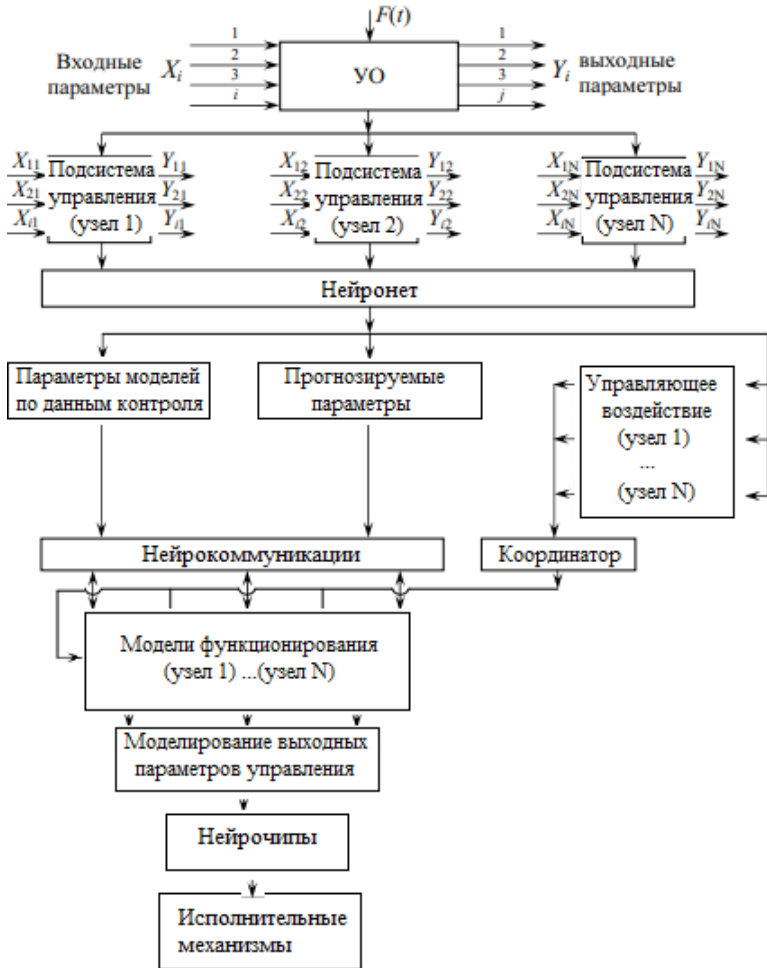 F(t)
Входные параметры
X_i
1
2
3
i
УО
1
2
3
j
Y_i
выходные параметры
X_11
X_21
X_i1
Подсистема
управления
(узел 1)
Y_11
Y_21
Y_i1
X_12
X_22
X_i2
Подсистема
управления
(узел 2)
Y_12
Y_22
Y_i2
X_1N
X_2N
X_iN
Подсистема
управления
(узел N)
Y_1N
Y_2N
Y_iN
Нейронет
Параметры моделей
по данным контроля
Прогнозируемые
параметры
Управляющее
воздействие
(узел 1)
...
(узел N)
Нейрокоммуникации
Координатор
Модели функционирования
(узел 1) ...(узел N)
Моделирование выходных
параметров управления
Нейрочипы
Исполнительные
механизмы